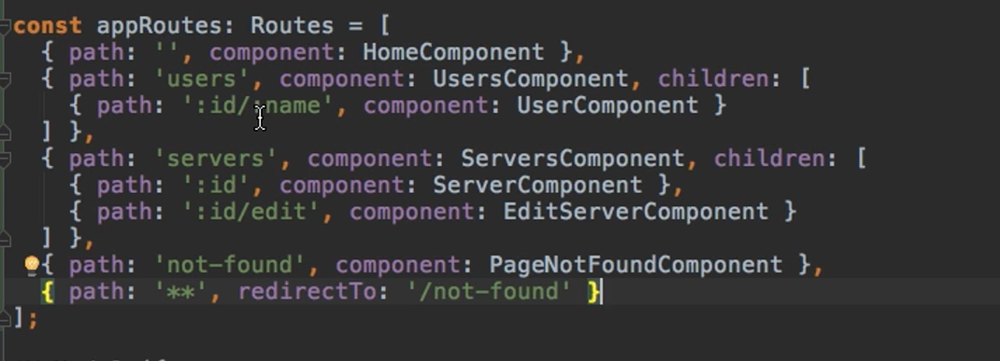 const appRoutes: Routes = [
{ path: '', component: HomeComponent },
{ path: 'users', component: UsersComponent, children: [
{ path: ':id/:name', component: UserComponent }
] },
{ path: 'servers', component: ServersComponent, children: [
{ path: ':id', component: ServerComponent },
{ path: ':id/edit', component: EditServerComponent }
] },
{ path: 'not-found', component: PageNotFoundComponent },
{ path: '**', redirectTo: '/not-found' }
];